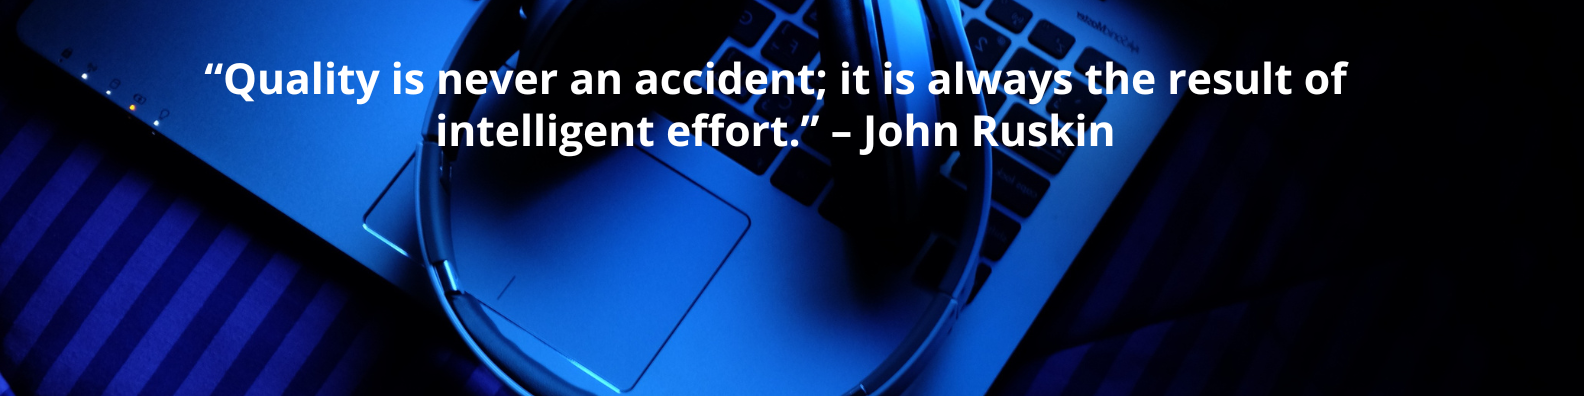 “Quality is never an accident; it is always the result of
intelligent effort.” – John Ruskin